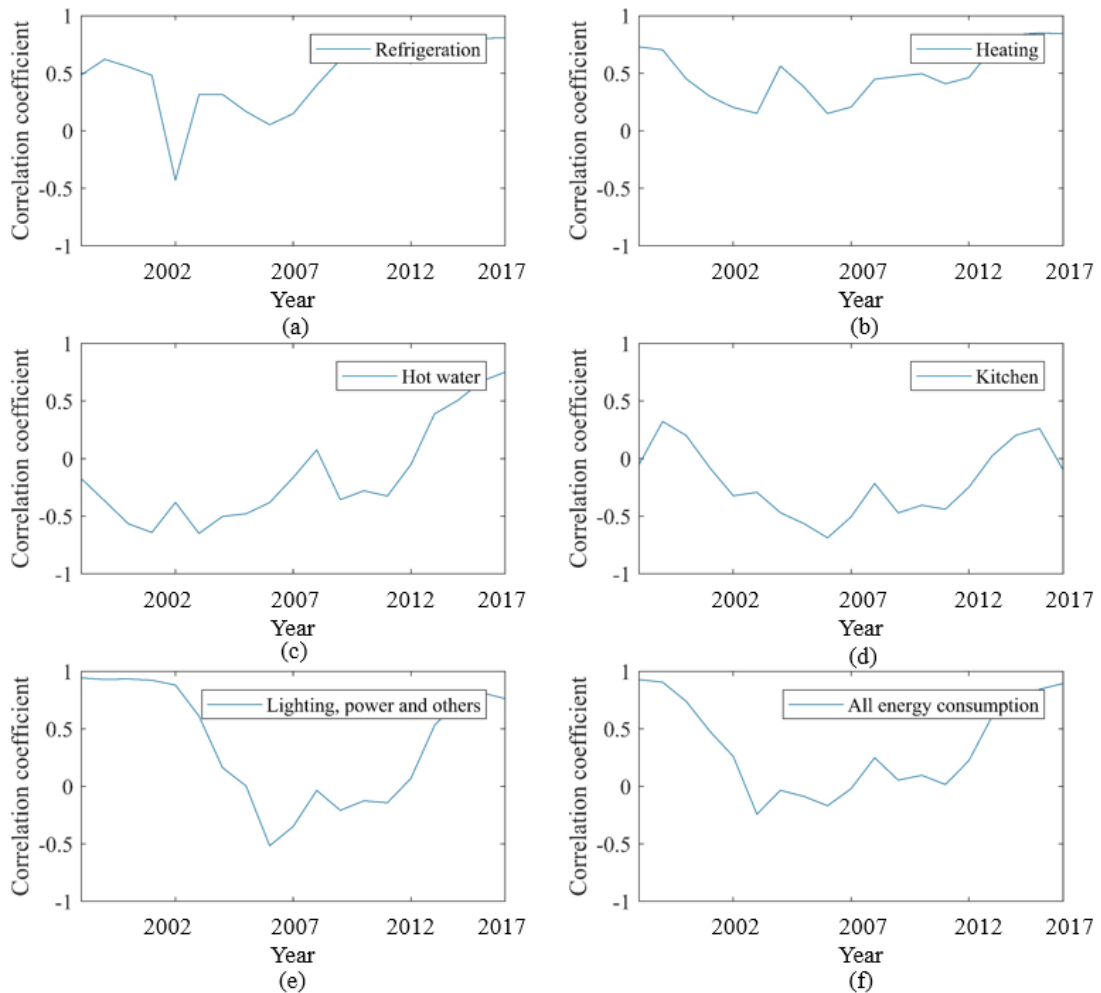 Correlation coefficient
1
0.5
0
-0.5
-1
Refrigeration
2002 2007 2012 2017
Year
(a)
Correlation coefficient
1
0.5
0
-0.5
-1
Heating
2002 2007 2012 2017
Year
(b)
Correlation coefficient
1
0.5
0
-0.5
-1
Hot water
2002 2007 2012 2017
Year
(c)
Correlation coefficient
1
0.5
0
-0.5
-1
Kitchen
2002 2007 2012 2017
Year
(d)
Correlation coefficient
1
0.5
0
-0.5
-1
Lighting, power and others
2002 2007 2012 2017
Year
(e)
Correlation coefficient
1
0.5
0
-0.5
-1
All energy consumption
2002 2007 2012 2017
Year
(f)